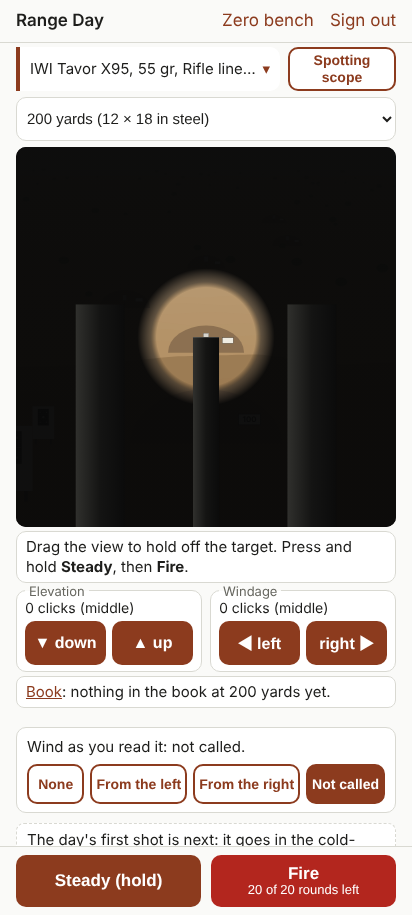 Range Day Zero bench Sign out
IWI Tavor X95, 55 gr, Rifle line... ▼ Spotting scope
200 yards (12 × 18 in steel)
Drag the view to hold off the target. Press and
hold Steady, then Fire.
Elevation
0 clicks (middle)
▼ down ▲ up
Windage
0 clicks (middle)
◀ left right ▶
Book: nothing in the book at 200 yards yet.
Wind as you read it: not called.
None From the left From the right Not called
The day's first shot is next: it goes in the cold-
Steady (hold)
Fire
20 of 20 rounds left